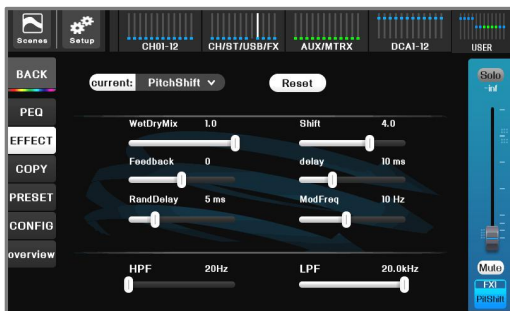 Scenes
Setup
CH01-12
CH/ST/USB/FX
AUX/MTRX
DCA1-12
USER
BACK
current: PitchShift
Reset
Solo
-inf
PEQ
WetDryMix 1.0
Shift 4.0
EFFECT
Feedback 0
delay 10 ms
COPY
PRESET
RandDelay 5 ms
ModFreq 10 Hz
CONFIG
overview
HPF 20Hz
LPF 20.0kHz
Mute
FX1
PitShift